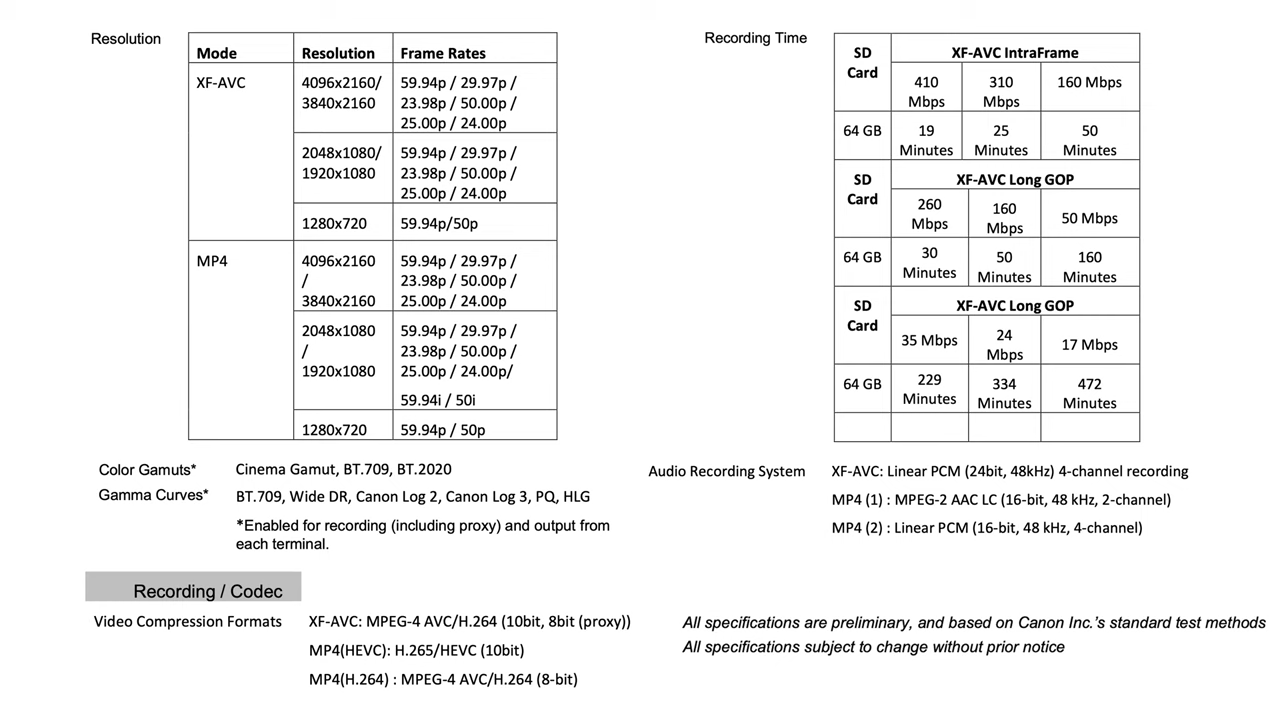 Resolution
Mode Resolution Frame Rates
XF-AVC 4096x2160/ 59.94p / 29.97p /
3840x2160 23.98p / 50.00p /
25.00p / 24.00p
2048x1080/ 59.94p / 29.97p /
1920x1080 23.98p / 50.00p /
25.00p / 24.00p
1280x720 59.94p/50p
MP4 4096x2160 59.94p / 29.97p /
/ 23.98p / 50.00p /
3840x2160 25.00p / 24.00p
2048x1080 59.94p / 29.97p /
/ 23.98p / 50.00p /
1920x1080 25.00p / 24.00p/
59.94i / 50i
1280x720 59.94p / 50p
Color Gamuts* Cinema Gamut, BT.709, BT.2020
Gamma Curves* BT.709, Wide DR, Canon Log 2, Canon Log 3, PQ, HLG
*Enabled for recording (including proxy) and output from
each terminal.
Recording / Codec
Video Compression Formats XF-AVC: MPEG-4 AVC/H.264 (10bit, 8bit (proxy))
MP4(HEVC): H.265/HEVC (10bit)
MP4(H.264) : MPEG-4 AVC/H.264 (8-bit)
Recording Time
SD XF-AVC IntraFrame
Card
410 310 160 Mbps
Mbps Mbps
64 GB 19 25 50
Minutes Minutes Minutes
SD XF-AVC Long GOP
Card
260 160 50 Mbps
Mbps Mbps
64 GB 30 50 160
Minutes Minutes Minutes
SD XF-AVC Long GOP
Card
35 Mbps 24 17 Mbps
Mbps
64 GB 229 334 472
Minutes Minutes Minutes
Audio Recording System XF-AVC: Linear PCM (24bit, 48kHz) 4-channel recording
MP4 (1) : MPEG-2 AAC LC (16-bit, 48 kHz, 2-channel)
MP4 (2) : Linear PCM (16-bit, 48 kHz, 4-channel)
All specifications are preliminary, and based on Canon Inc.'s standard test methods
All specifications subject to change without prior notice